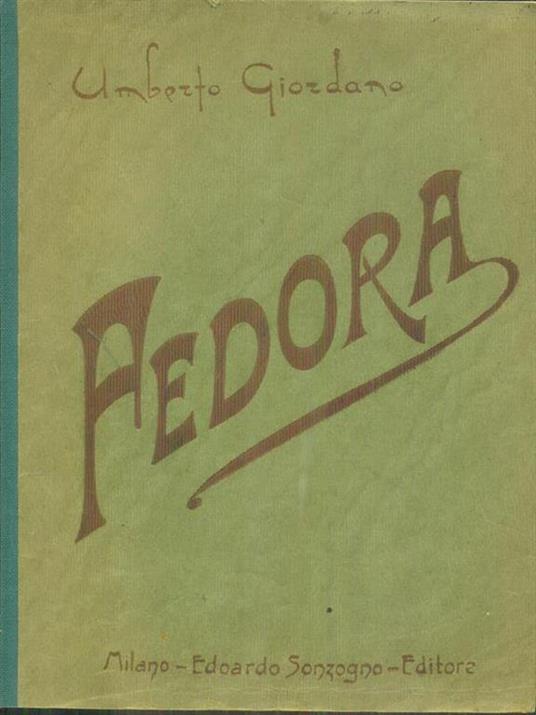 Umberto Giordano
FEDORA
Milano - Edoardo Sonzogno - Editore